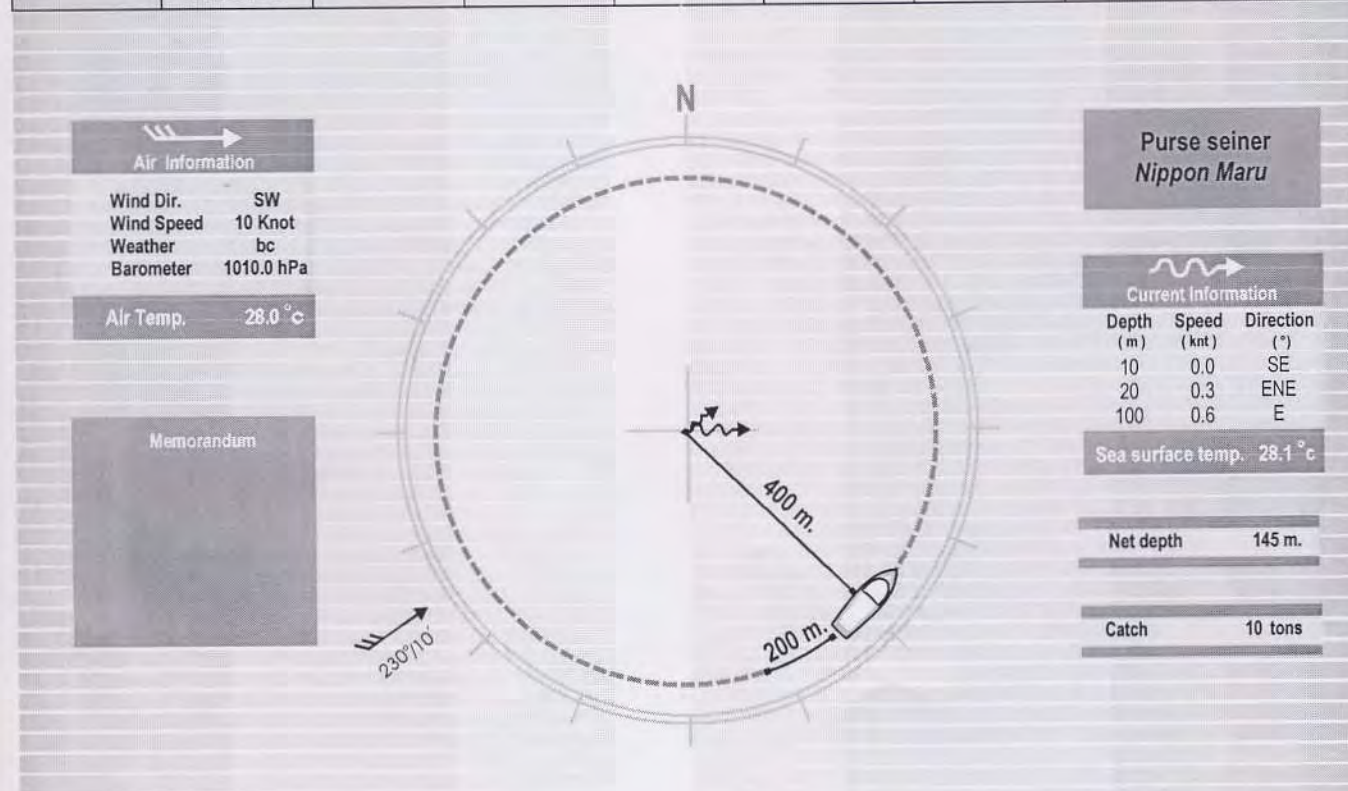 N
Air Information
Wind Dir. SW
Wind Speed 10 Knot
Weather bc
Barometer 1010.0 hPa
Air Temp. 28.0 °c
Memorandum
230°/10'
400 m.
200 m.
Purse seiner
Nippon Maru
Current Information
Depth Speed Direction
(m) (knt) (°)
10 0.0 SE
20 0.3 ENE
100 0.6 E
Sea surface temp. 28.1 °c
Net depth 145 m.
Catch 10 tons